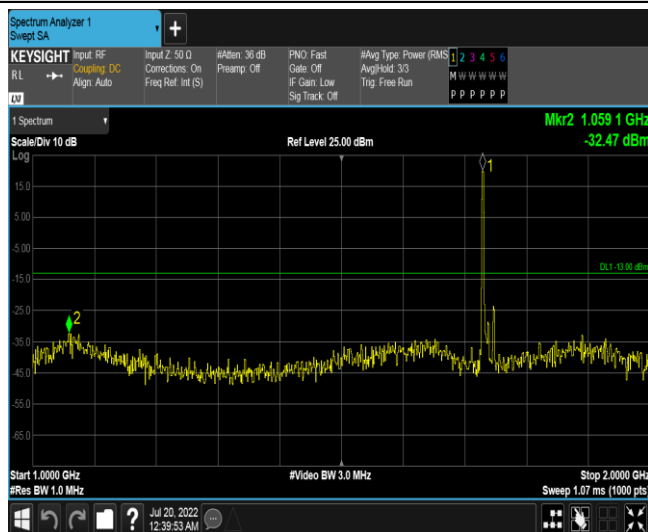 Spectrum Analyzer 1
Swept SA
+
KEYSIGHT
RL
LXI
Input: RF
Coupling: DC
Align: Auto
Input Z: 50 Ω
Corrections: On
Freq Ref: Int (S)
#Atten: 36 dB
Preamp: Off
PNO: Fast
Gate: Off
IF Gain: Low
Sig Track: Off
#Avg Type: Power (RMS
Avg|Hold: 3/3
Trig: Free Run
1 2 3 4 5 6
M W W W W W
P P P P P P
1 Spectrum
Scale/Div 10 dB
Log
Ref Level 25.00 dBm
Mkr2 1.059 1 GHz
-32.47 dBm
1
15.0
5.00
-5.00
DL1 -13.00 dBm
-15.0
-25.0
2
-35.0
-45.0
-55.0
-65.0
Start 1.0000 GHz
#Res BW 1.0 MHz
#Video BW 3.0 MHz
Stop 2.0000 GHz
Sweep 1.07 ms (1000 pts)
?
Jul 20, 2022
12:39:53 AM